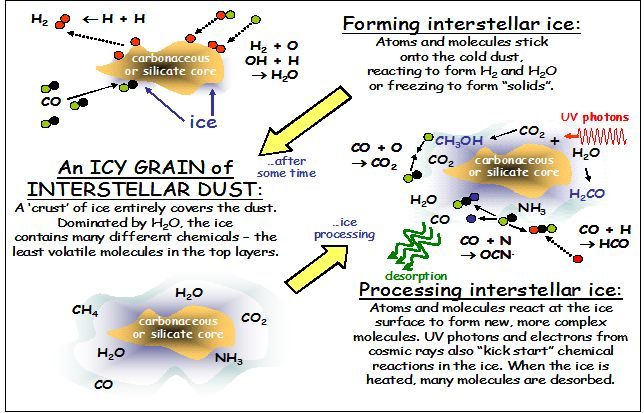 H2 ← H + H
carbonaceous
or silicate core
H2 + O
OH + H
→ H2O
CO
ice
Forming interstellar ice:
Atoms and molecules stick
onto the cold dust,
reacting to form H2 and H2O
or freezing to form “solids”.
..after
some time
An ICY GRAIN of
INTERSTELLAR DUST:
A ‘crust’ of ice entirely covers the dust.
Dominated by H2O, the ice
contains many different chemicals – the
least volatile molecules in the top layers.
CH4
H2O
CO2
carbonaceous
or silicate core
H2O
NH3
CO
..ice
processing
UV photons
CO + O
→ CO2
CH3OH
CO2
+
H2O
CO2
carbonaceous
or silicate core
H2CO
H2O
NH3
CO
CO + N
→ OCN-
CO + H
→ HCO
desorption
Processing interstellar ice:
Atoms and molecules react at the ice
surface to form new, more complex
molecules. UV photons and electrons from
cosmic rays also “kick start” chemical
reactions in the ice. When the ice is
heated, many molecules are desorbed.